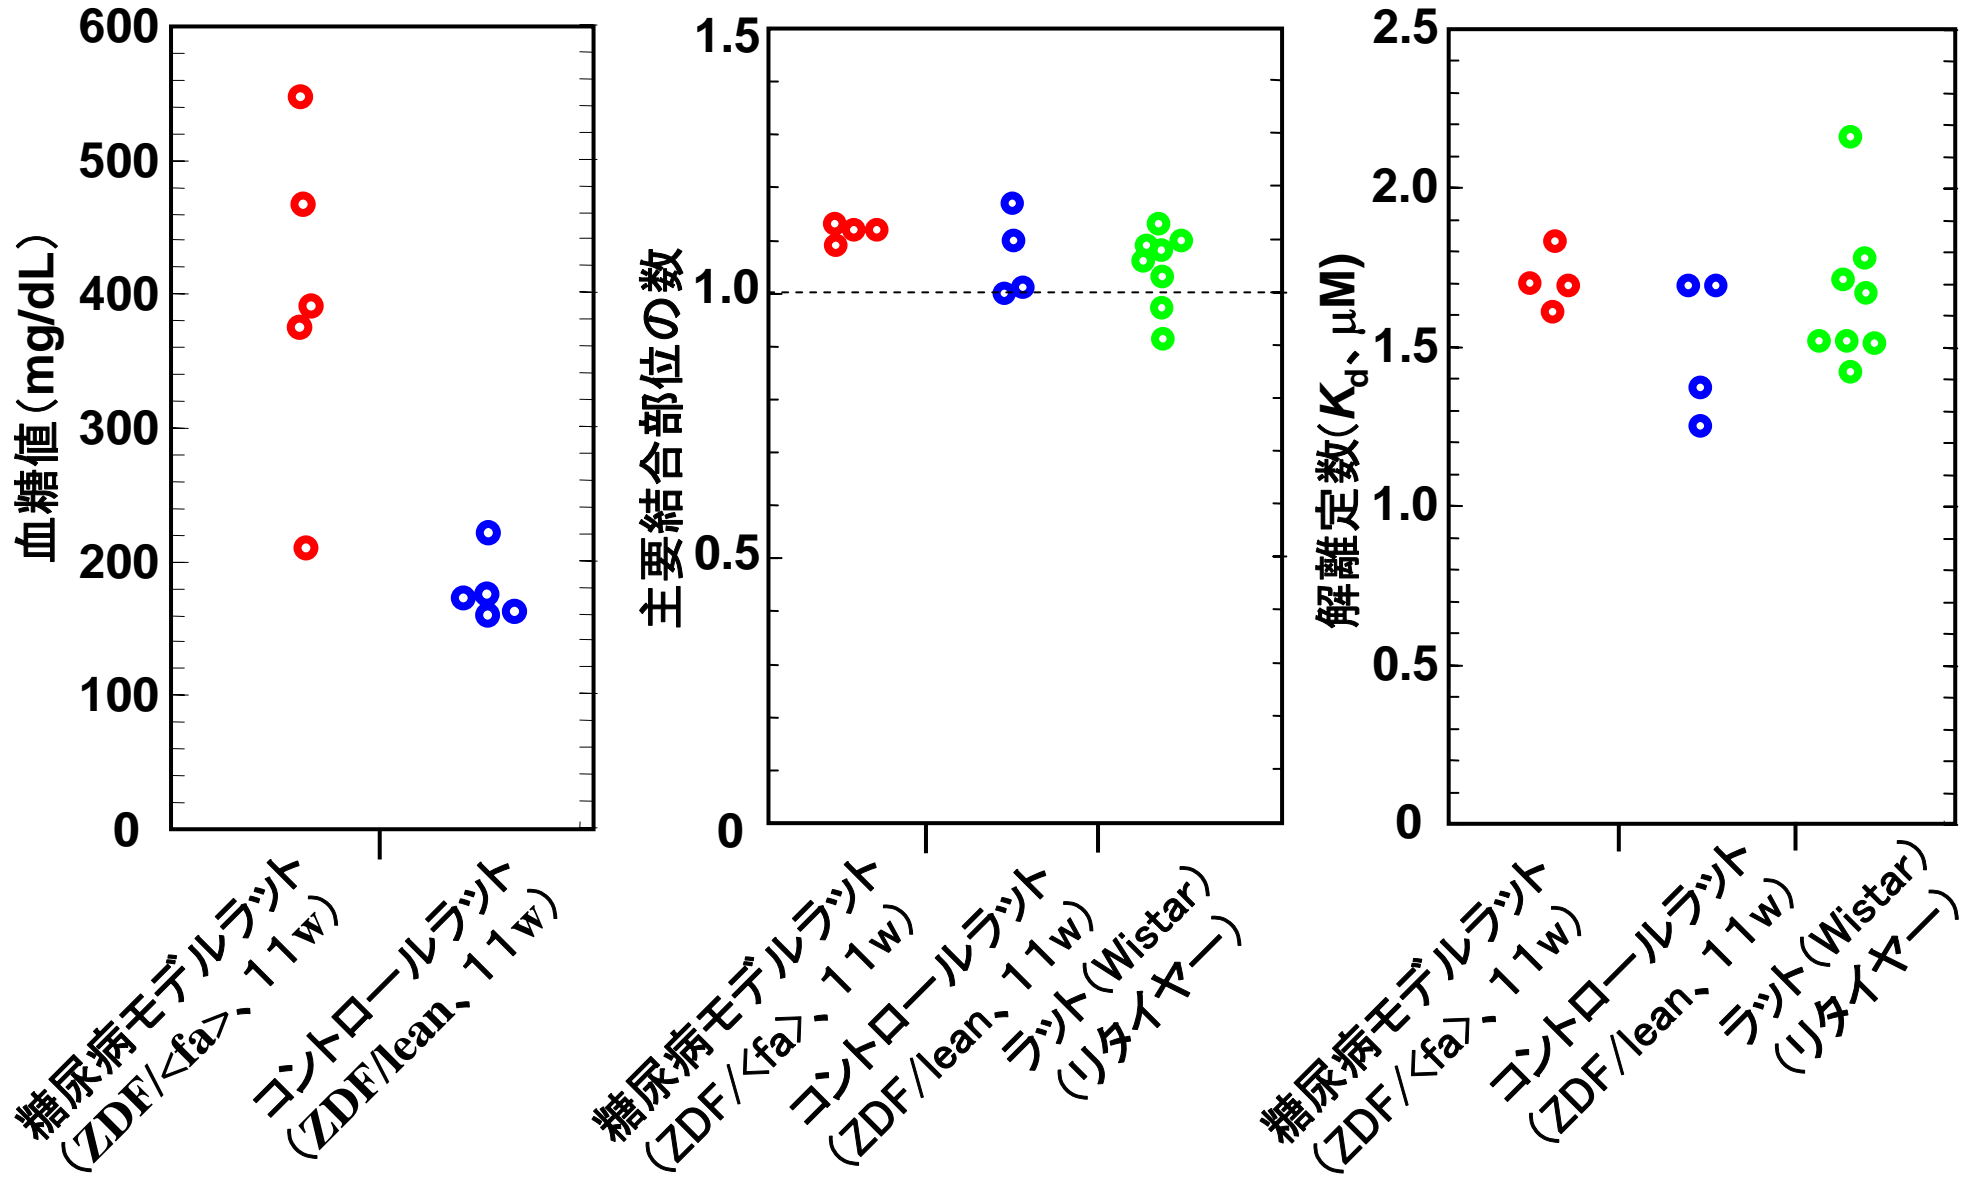 600
500
400
300
200
100
0
血糖値(mg/dL)
糖尿病モデルラット
(ZDF/<fa>、11w)
コントロールラット
(ZDF/lean、11w)
1.5
1.0
0.5
0
主要結合部位の数
糖尿病モデルラット
(ZDF/<fa>、11w)
コントロールラット
(ZDF/lean、11w)
ラット(Wistar)
(リタイヤー)
2.5
2.0
1.5
1.0
0.5
0
解離定数(Kd、μM)
糖尿病モデルラット
(ZDF/<fa>、11w)
コントロールラット
(ZDF/lean、11w)
ラット(Wistar)
(リタイヤー)